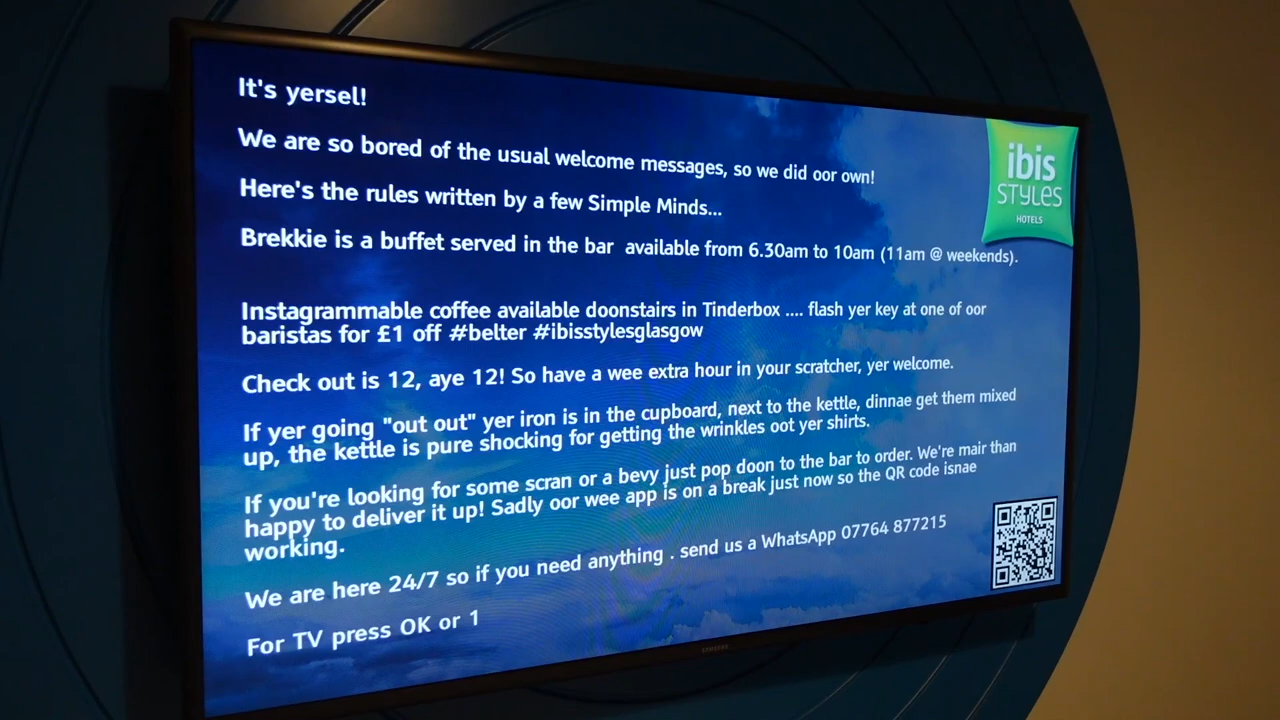 It's yersel!
We are so bored of the usual welcome messages, so we did oor own!
Here's the rules written by a few Simple Minds...
Brekkie is a buffet served in the bar  available from 6.30am to 10am (11am @ weekends).
Instagrammable coffee available doonstairs in Tinderbox .... flash yer key at one of oor
baristas for £1 off #belter #ibisstylesglasgow
Check out is 12, aye 12! So have a wee extra hour in your scratcher, yer welcome.
If yer going "out out" yer iron is in the cupboard, next to the kettle, dinnae get them mixed
up, the kettle is pure shocking for getting the wrinkles oot yer shirts.
If you're looking for some scran or a bevy just pop doon to the bar to order. We're mair than
happy to deliver it up! Sadly oor wee app is on a break just now so the QR code isnae
working.
We are here 24/7 so if you need anything . send us a WhatsApp 07764 877215
For TV press OK or 1
ibis
STYLES
HOTELS
SAMSUNG